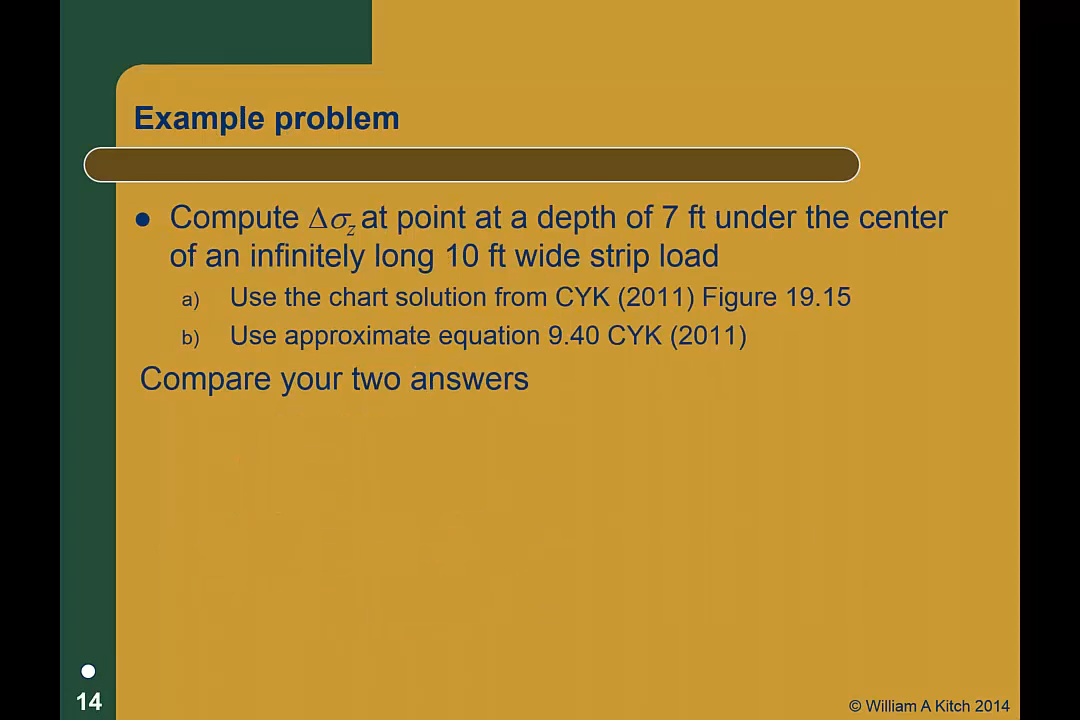 Example problem
● Compute Δσz at point at a depth of 7 ft under the center
of an infinitely long 10 ft wide strip load
a) Use the chart solution from CYK (2011) Figure 19.15
b) Use approximate equation 9.40 CYK (2011)
Compare your two answers
14
© William A Kitch 2014